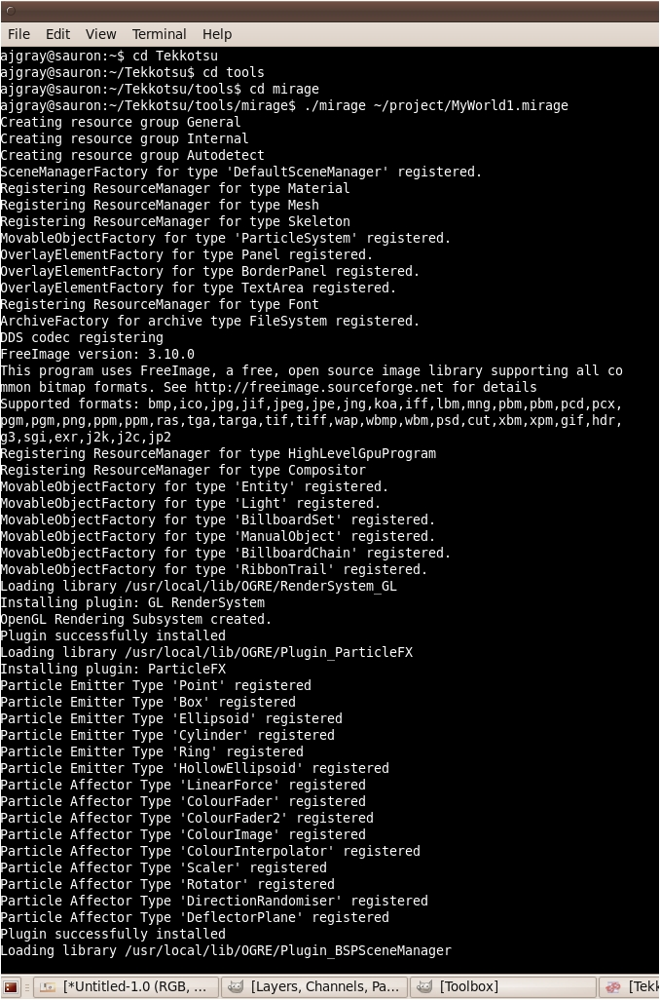 File Edit View Terminal Help
ajgray@sauron:~$ cd Tekkotsu
ajgray@sauron:~/Tekkotsu$ cd tools
ajgray@sauron:~/Tekkotsu/tools$ cd mirage
ajgray@sauron:~/Tekkotsu/tools/mirage$ ./mirage ~/project/MyWorld1.mirage
Creating resource group General
Creating resource group Internal
Creating resource group Autodetect
SceneManagerFactory for type 'DefaultSceneManager' registered.
Registering ResourceManager for type Material
Registering ResourceManager for type Mesh
Registering ResourceManager for type Skeleton
MovableObjectFactory for type 'ParticleSystem' registered.
OverlayElementFactory for type Panel registered.
OverlayElementFactory for type BorderPanel registered.
OverlayElementFactory for type TextArea registered.
Registering ResourceManager for type Font
ArchiveFactory for archive type FileSystem registered.
DDS codec registering
FreeImage version: 3.10.0
This program uses FreeImage, a free, open source image library supporting all co
mmon bitmap formats. See http://freeimage.sourceforge.net for details
Supported formats: bmp,ico,jpg,jif,jpeg,jpe,jng,koa,iff,lbm,mng,pbm,pbm,pcd,pcx,
pgm,pgm,png,ppm,ppm,ras,tga,targa,tif,tiff,wap,wbmp,wbm,psd,cut,xbm,xpm,gif,hdr,
g3,sgi,exr,j2k,j2c,jp2
Registering ResourceManager for type HighLevelGpuProgram
Registering ResourceManager for type Compositor
MovableObjectFactory for type 'Entity' registered.
MovableObjectFactory for type 'Light' registered.
MovableObjectFactory for type 'BillboardSet' registered.
MovableObjectFactory for type 'ManualObject' registered.
MovableObjectFactory for type 'BillboardChain' registered.
MovableObjectFactory for type 'RibbonTrail' registered.
Loading library /usr/local/lib/OGRE/RenderSystem_GL
Installing plugin: GL RenderSystem
OpenGL Rendering Subsystem created.
Plugin successfully installed
Loading library /usr/local/lib/OGRE/Plugin_ParticleFX
Installing plugin: ParticleFX
Particle Emitter Type 'Point' registered
Particle Emitter Type 'Box' registered
Particle Emitter Type 'Ellipsoid' registered
Particle Emitter Type 'Cylinder' registered
Particle Emitter Type 'Ring' registered
Particle Emitter Type 'HollowEllipsoid' registered
Particle Affector Type 'LinearForce' registered
Particle Affector Type 'ColourFader' registered
Particle Affector Type 'ColourFader2' registered
Particle Affector Type 'ColourImage' registered
Particle Affector Type 'ColourInterpolator' registered
Particle Affector Type 'Scaler' registered
Particle Affector Type 'Rotator' registered
Particle Affector Type 'DirectionRandomiser' registered
Particle Affector Type 'DeflectorPlane' registered
Plugin successfully installed
Loading library /usr/local/lib/OGRE/Plugin_BSPSceneManager
[*Untitled-1.0 (RGB, ... [Layers, Channels, Pa... [Toolbox] [Tekk